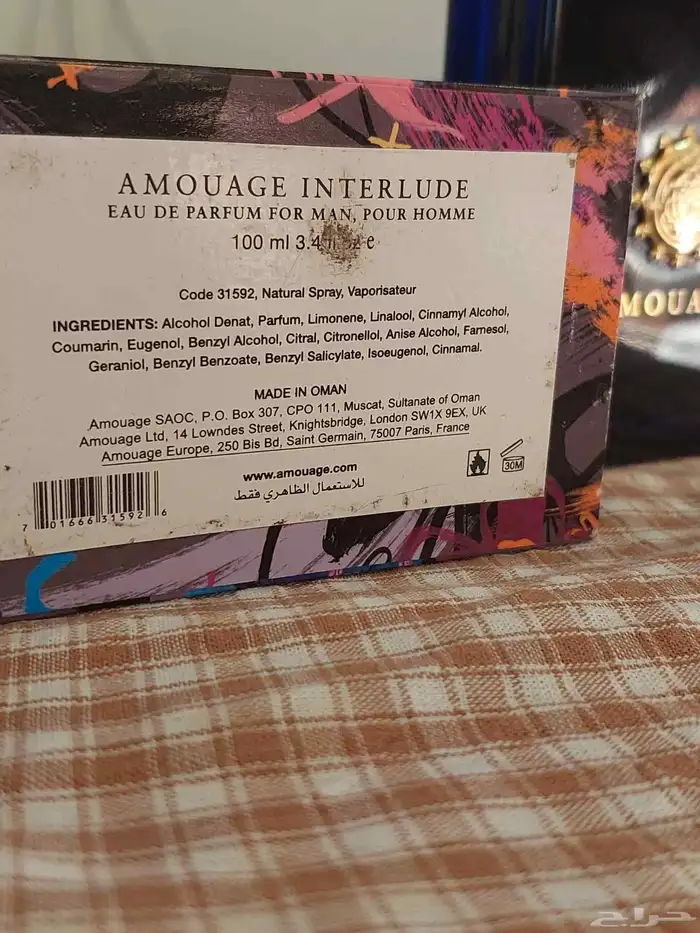 AMOUAGE INTERLUDE
EAU DE PARFUM FOR MAN, POUR HOMME
100 ml 3.4 e
Code 31592, Natural Spray, Vaporisateur
INGREDIENTS: Alcohol Denat, Parfum, Limonene, Linalool, Cinnamyl Alcohol,
Coumarin, Eugenol, Benzyl Alcohol, Citral, Citronellol, Anise Alcohol, Farnesol,
Geraniol, Benzyl Benzoate, Benzyl Salicylate, Isoeugenol, Cinnamal.
MADE IN OMAN
Amouage SAOC, P.O. Box 307, CPO 111, Muscat, Sultanate of Oman
Amouage Ltd, 14 Lowndes Street, Knightsbridge, London SW1X 9EX, UK
Amouage Europe, 250 Bis Bd, Saint Germain, 75007 Paris, France
www.amouage.com
للاستعمال الظاهري فقط
30M
7 01666 31592 6
MOUA
حراج